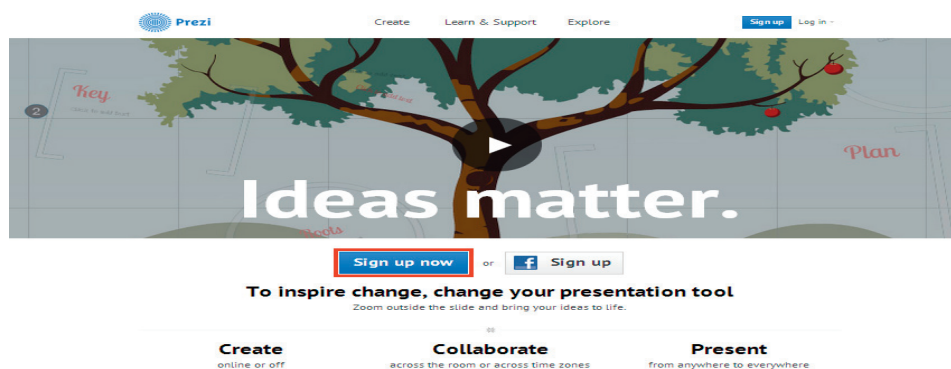 Prezi Create Learn & Support Explore Sign up Log in
Key
2
Plan
Ideas matter.
Roots
Sign up now or f Sign up
To inspire change, change your presentation tool
Zoom outside the slide and bring your ideas to life.
Create Collaborate Present
online or off across the room or across time zones from anywhere to everywhere